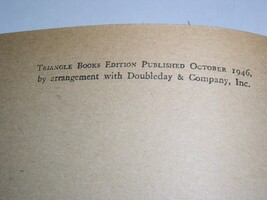 Triangle Books Edition Published October 1946,
by arrangement with Doubleday & Company, Inc.